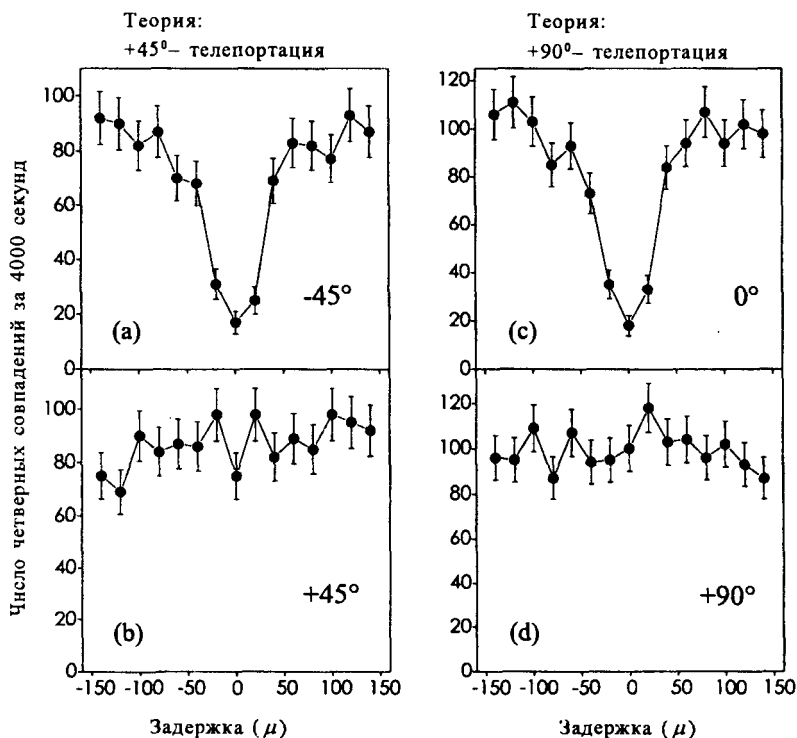 Теория:
+45⁰– телепортация
Теория:
+90⁰– телепортация
Число четверных совпадений за 4000 секунд
100
80
60
40
20
0
-45°
(a)
120
100
80
60
40
20
0
0°
(c)
100
80
60
40
20
0
+45°
(b)
-150 -100 -50 0 50 100 150
Задержка (μ)
120
100
80
60
40
20
0
+90°
(d)
-150 -100 -50 0 50 100 150
Задержка (μ)